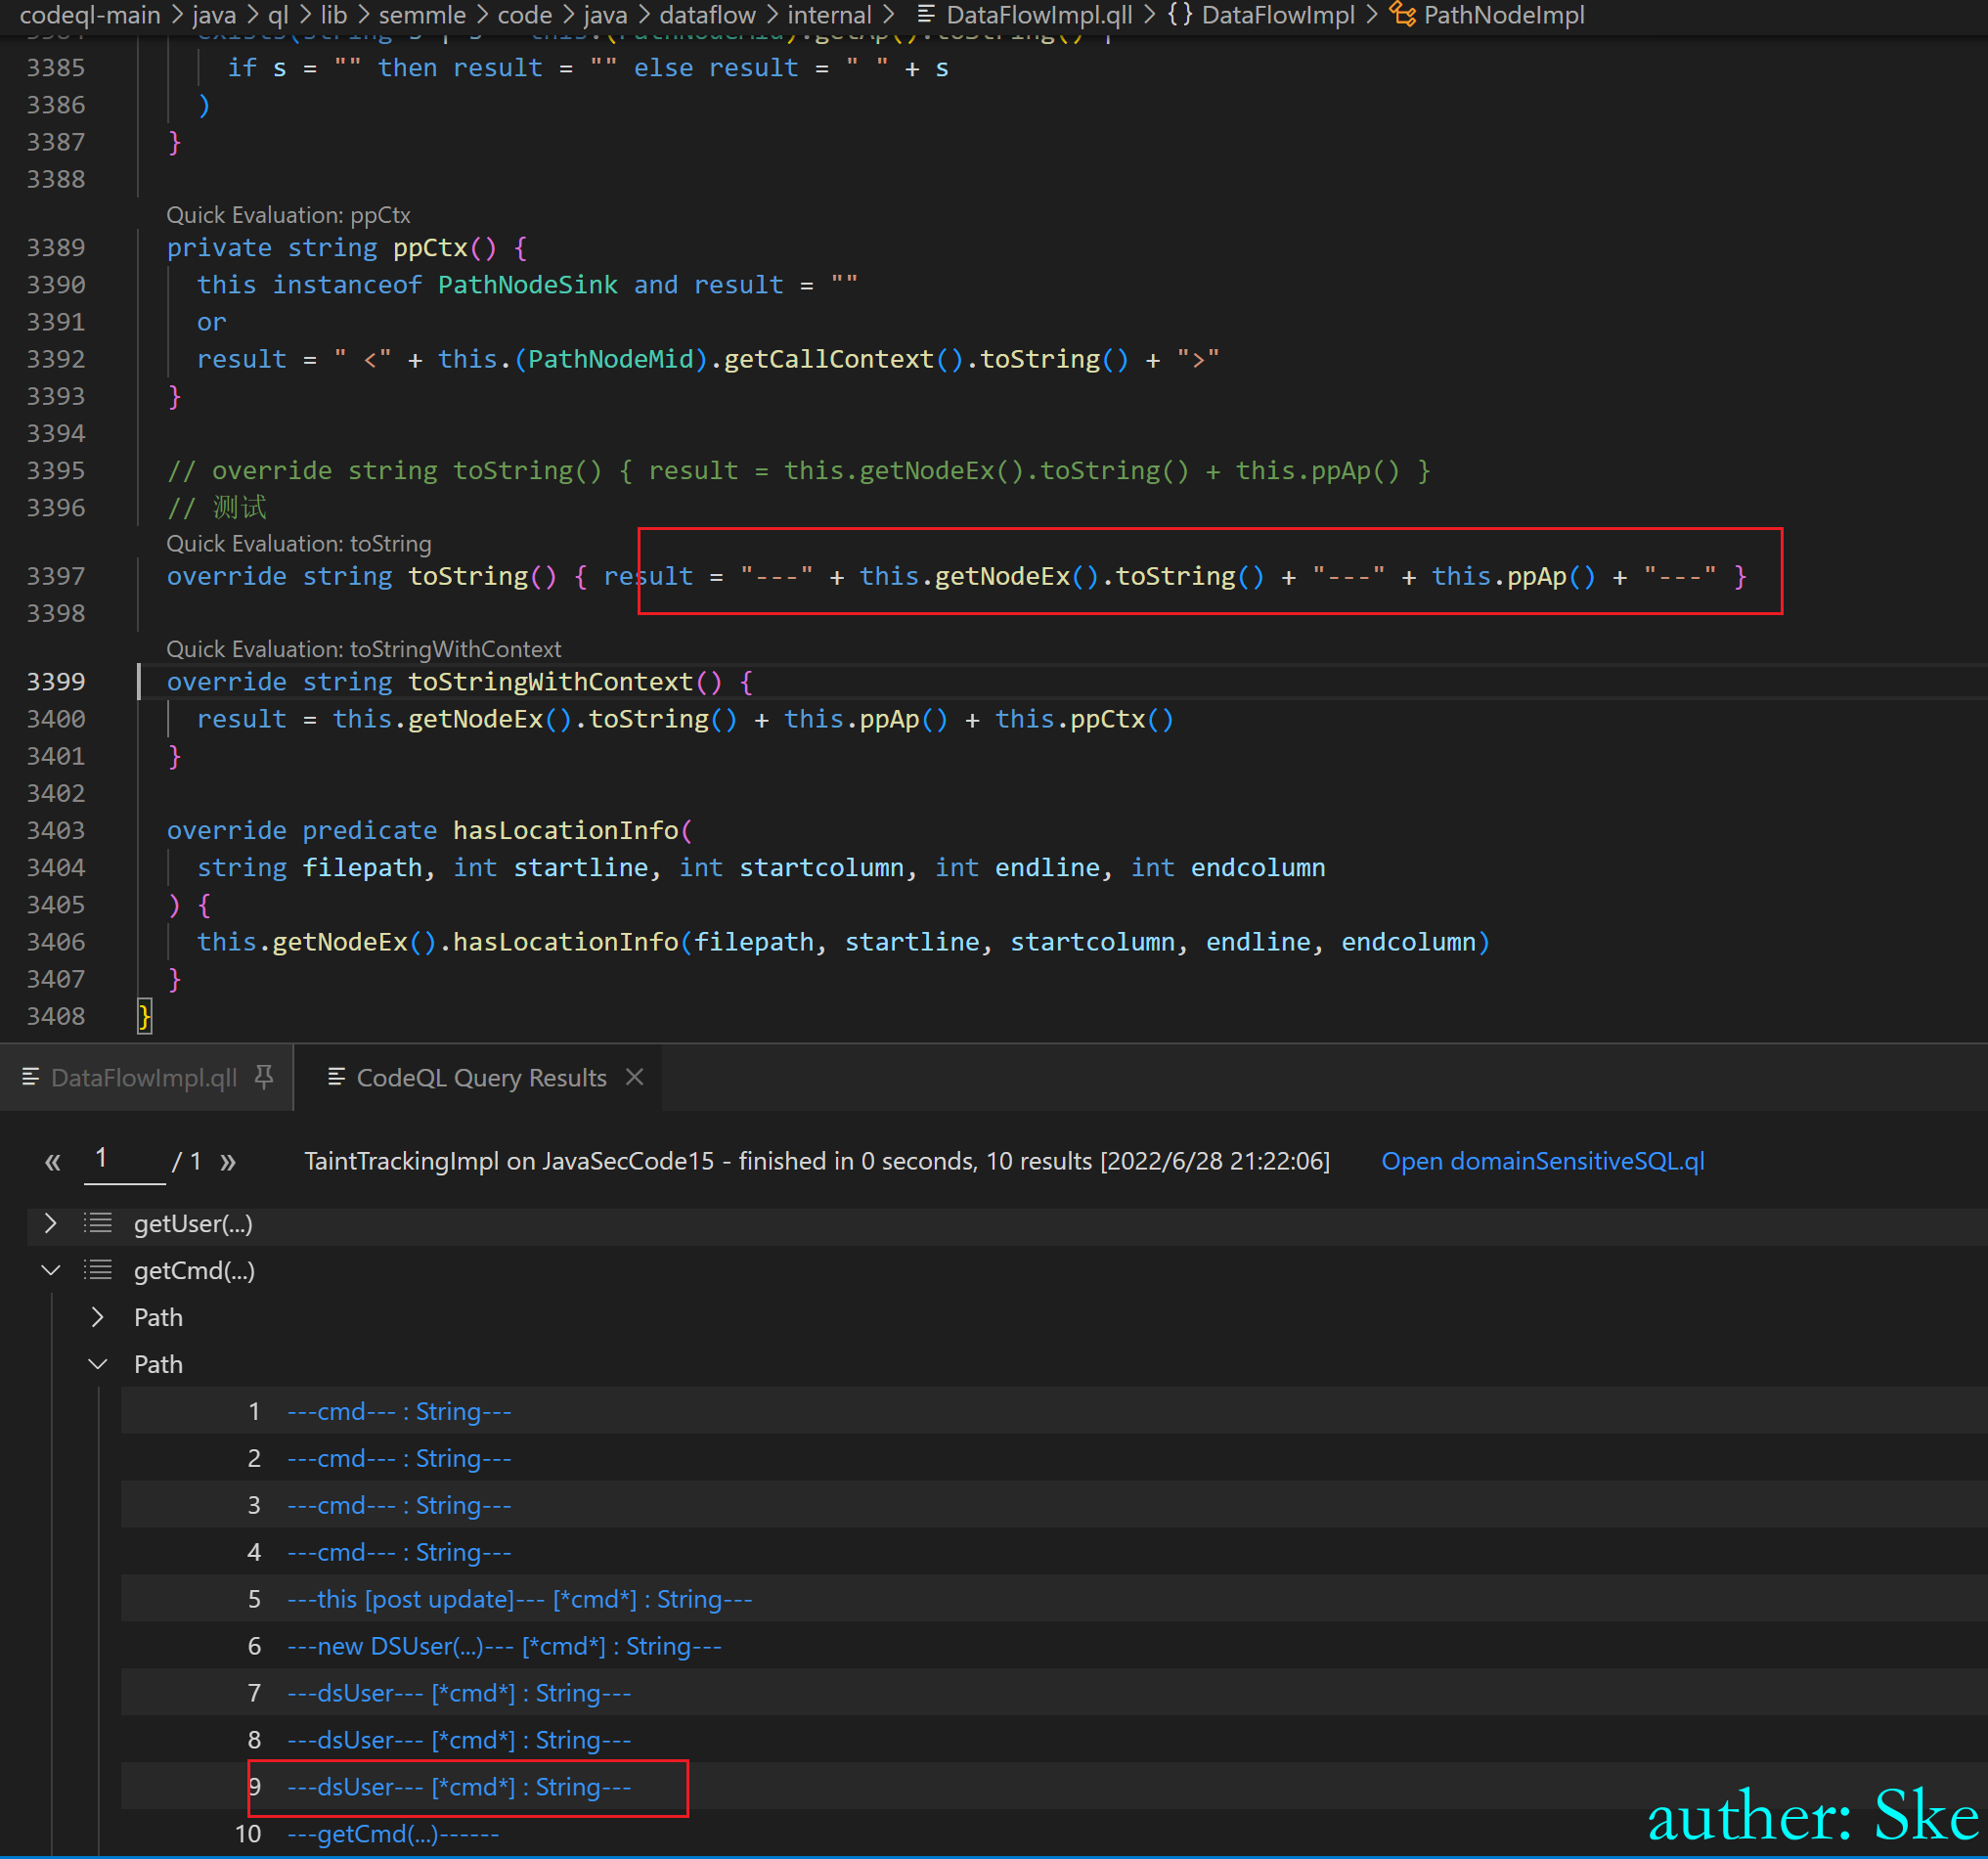 codeql-main > java > ql > lib > semmle > code > java > dataflow > internal > DataFlowImpl.qll > {} DataFlowImpl > PathNodeImpl
3384 exists(string s | s = this.(PathNodeMid).getAp().toString() |
3385 if s = "" then result = "" else result = " " + s
3386 )
3387 }
3388
Quick Evaluation: ppCtx
3389 private string ppCtx() {
3390 this instanceof PathNodeSink and result = ""
3391 or
3392 result = " <" + this.(PathNodeMid).getCallContext().toString() + ">"
3393 }
3394
3395 // override string toString() { result = this.getNodeEx().toString() + this.ppAp() }
3396 // 测试
Quick Evaluation: toString
3397 override string toString() { result = "---" + this.getNodeEx().toString() + "---" + this.ppAp() + "---" }
3398
Quick Evaluation: toStringWithContext
3399 override string toStringWithContext() {
3400 result = this.getNodeEx().toString() + this.ppAp() + this.ppCtx()
3401 }
3402
3403 override predicate hasLocationInfo(
3404 string filepath, int startline, int startcolumn, int endline, int endcolumn
3405 ) {
3406 this.getNodeEx().hasLocationInfo(filepath, startline, startcolumn, endline, endcolumn)
3407 }
3408 }
DataFlowImpl.qll CodeQL Query Results
« 1 / 1 » TaintTrackingImpl on JavaSecCode15 - finished in 0 seconds, 10 results [2022/6/28 21:22:06] Open domainSensitiveSQL.ql
getUser(...)
getCmd(...)
Path
Path
1 ---cmd--- : String---
2 ---cmd--- : String---
3 ---cmd--- : String---
4 ---cmd--- : String---
5 ---this [post update]--- [*cmd*] : String---
6 ---new DSUser(...)--- [*cmd*] : String---
7 ---dsUser--- [*cmd*] : String---
8 ---dsUser--- [*cmd*] : String---
9 ---dsUser--- [*cmd*] : String---
10 ---getCmd(...)------
auther: Ske